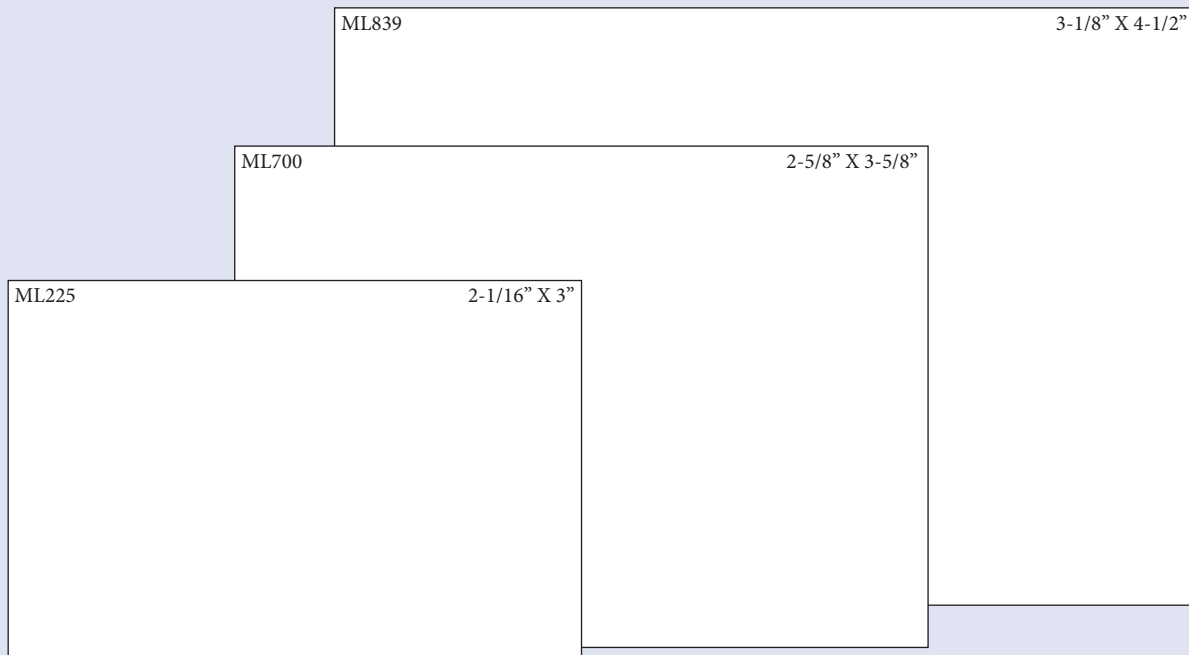 ML839 3-1/8” X 4-1/2”
ML700 2-5/8” X 3-5/8”
ML225 2-1/16” X 3”